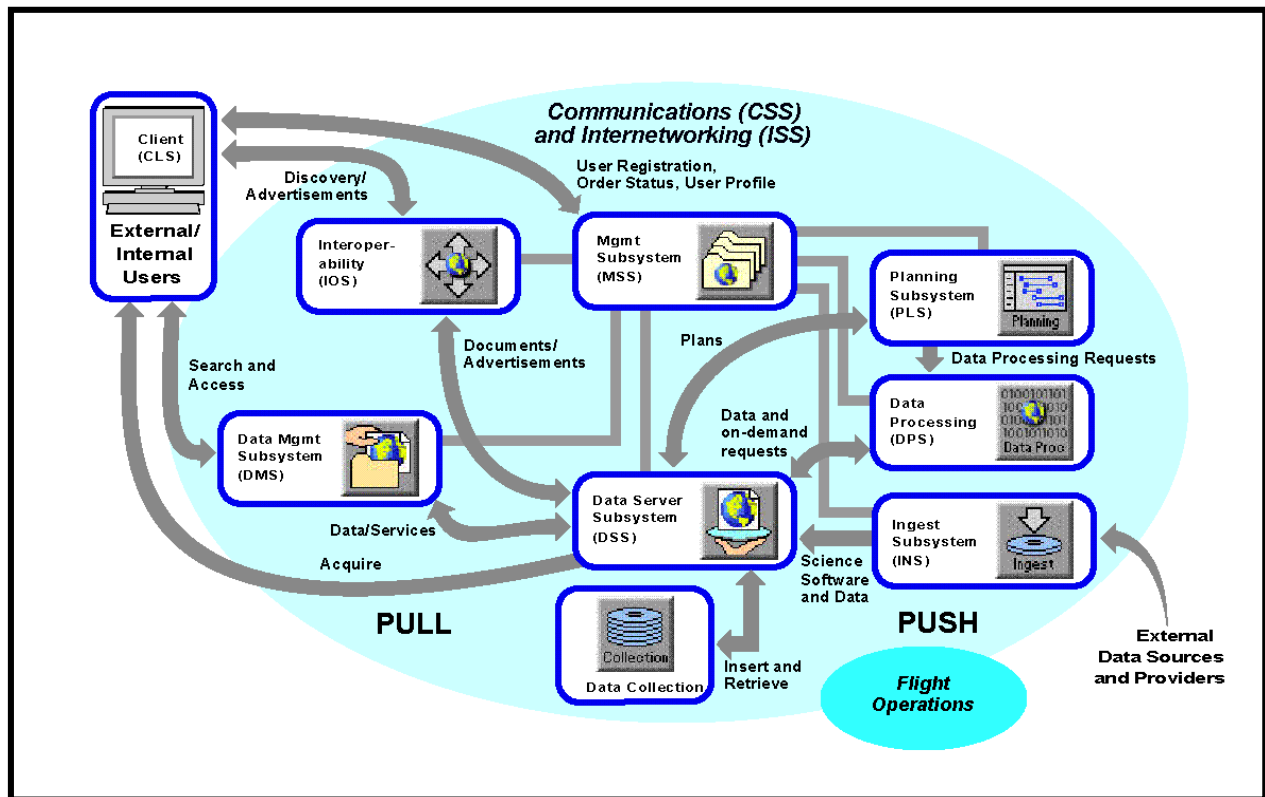 Communications (CSS)
and Internetworking (ISS)
Client
(CLS)
External/
Internal
Users
Discovery/
Advertisements
User Registration,
Order Status, User Profile
Interoper-
ability
(IOS)
Mgmt
Subsystem
(MSS)
Planning
Subsystem
(PLS)
Planning
Documents/
Advertisements
Plans
Data Processing Requests
Search and
Access
Data and
on-demand
requests
Data
Processing
(DPS)
0100101101
1001011010
Data Proc
Data Mgmt
Subsystem
(DMS)
Data Server
Subsystem
(DSS)
Ingest
Subsystem
(INS)
Ingest
Data/Services
Acquire
Science
Software
and Data
PULL
PUSH
Collection
Data Collection
Insert and
Retrieve
External
Data Sources
and Providers
Flight
Operations